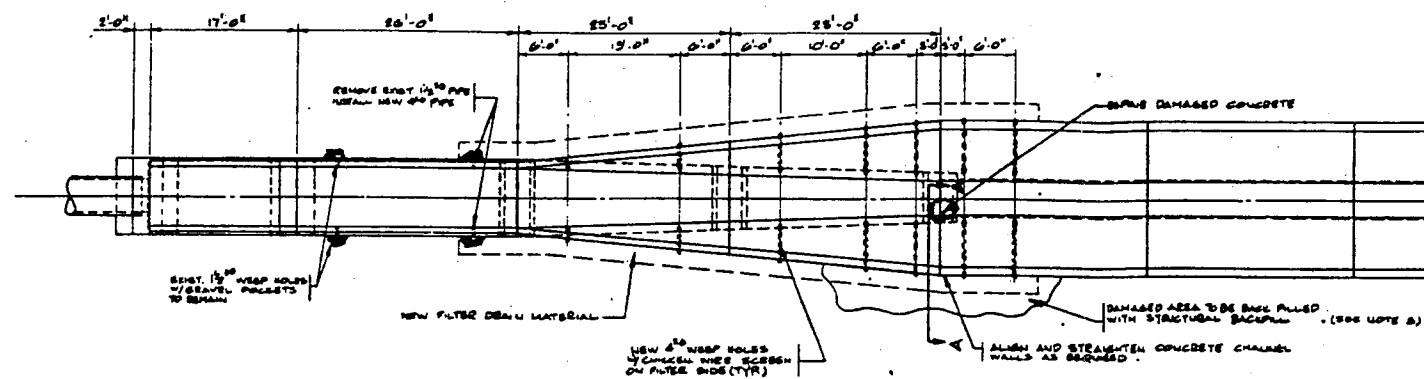 2'-0" 17'-0" 26'-0" 25'-0" 25'-0"
6'-0" 13'-0" 6'-0" 6'-0" 10'-0" 6'-0" 3'-0" 3'-0" 6'-0"
REMOVE EXIST. 1½"ø PIPE
INSTALL NEW 4"ø PIPE
REFINE DAMAGED CONCRETE
EXIST. 1½"ø WEEP HOLES
W/GRAVEL POCKETS
TO REMAIN
NEW FILTER DRAIN MATERIAL
NEW 4"ø WEEP HOLES
W/CHICKEN WIRE SCREEN
ON FILTER SIDE (TYP)
A
DAMAGED AREA TO BE BACK FILLED
WITH STRUCTURAL BACKFILL. (SEE NOTE 5)
ALIGN AND STRAIGHTEN CONCRETE CHANNEL
WALLS AS REQUIRED.